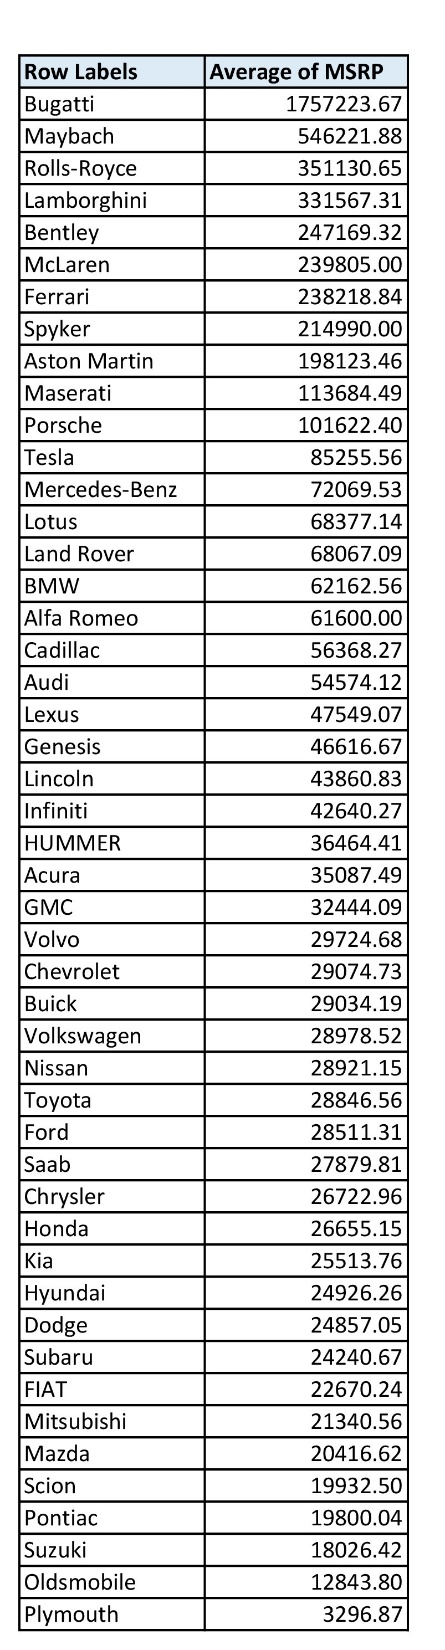 Row Labels Average of MSRP
Bugatti 1757223.67
Maybach 546221.88
Rolls-Royce 351130.65
Lamborghini 331567.31
Bentley 247169.32
McLaren 239805.00
Ferrari 238218.84
Spyker 214990.00
Aston Martin 198123.46
Maserati 113684.49
Porsche 101622.40
Tesla 85255.56
Mercedes-Benz 72069.53
Lotus 68377.14
Land Rover 68067.09
BMW 62162.56
Alfa Romeo 61600.00
Cadillac 56368.27
Audi 54574.12
Lexus 47549.07
Genesis 46616.67
Lincoln 43860.83
Infiniti 42640.27
HUMMER 36464.41
Acura 35087.49
GMC 32444.09
Volvo 29724.68
Chevrolet 29074.73
Buick 29034.19
Volkswagen 28978.52
Nissan 28921.15
Toyota 28846.56
Ford 28511.31
Saab 27879.81
Chrysler 26722.96
Honda 26655.15
Kia 25513.76
Hyundai 24926.26
Dodge 24857.05
Subaru 24240.67
FIAT 22670.24
Mitsubishi 21340.56
Mazda 20416.62
Scion 19932.50
Pontiac 19800.04
Suzuki 18026.42
Oldsmobile 12843.80
Plymouth 3296.87